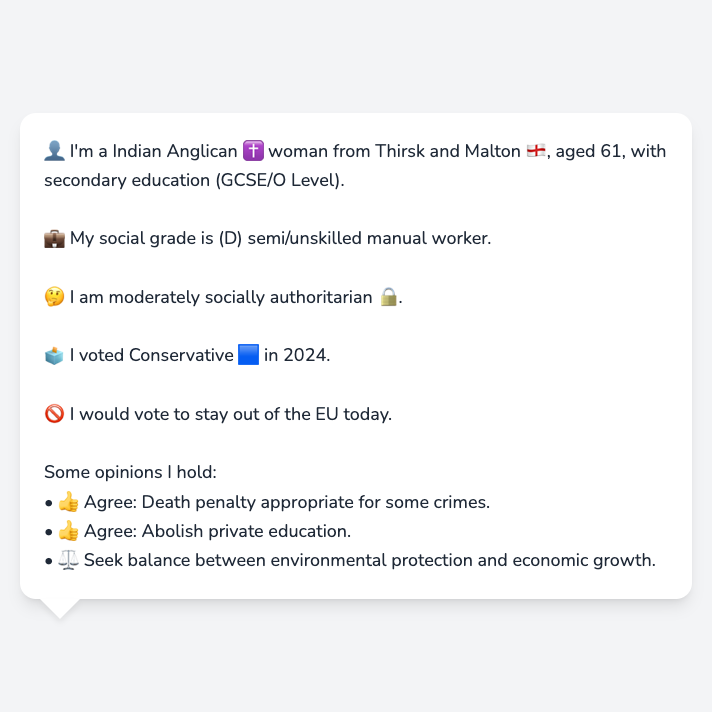 👤 I'm a Indian Anglican ✝️ woman from Thirsk and Malton 🏴󠁧󠁢󠁥󠁮󠁧󠁿, aged 61, with
secondary education (GCSE/O Level).
💼 My social grade is (D) semi/unskilled manual worker.
🤔 I am moderately socially authoritarian 🔒.
🗳️ I voted Conservative 🟦 in 2024.
🚫 I would vote to stay out of the EU today.
Some opinions I hold:
• 👍 Agree: Death penalty appropriate for some crimes.
• 👍 Agree: Abolish private education.
• ⚖️ Seek balance between environmental protection and economic growth.